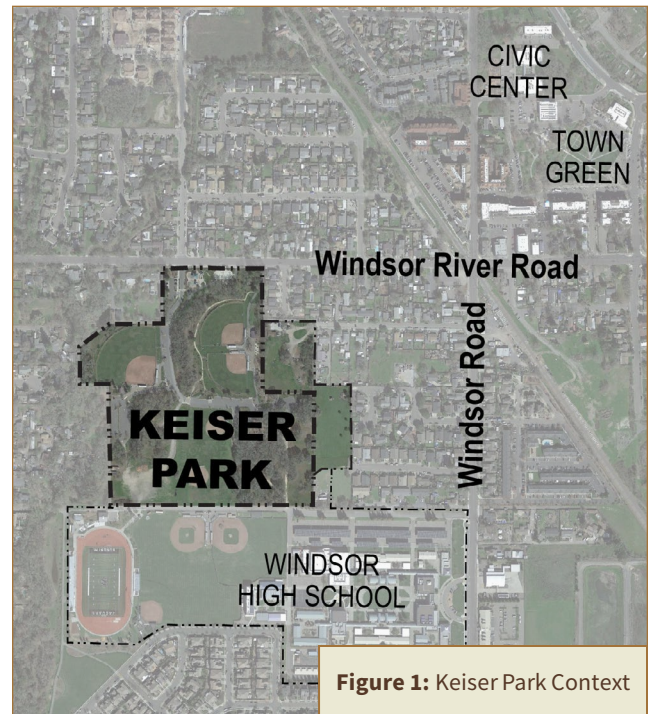 CIVIC
CENTER
TOWN
GREEN
Windsor River Road
Windsor Road
KEISER
PARK
WINDSOR
HIGH SCHOOL
Figure 1: Keiser Park Context